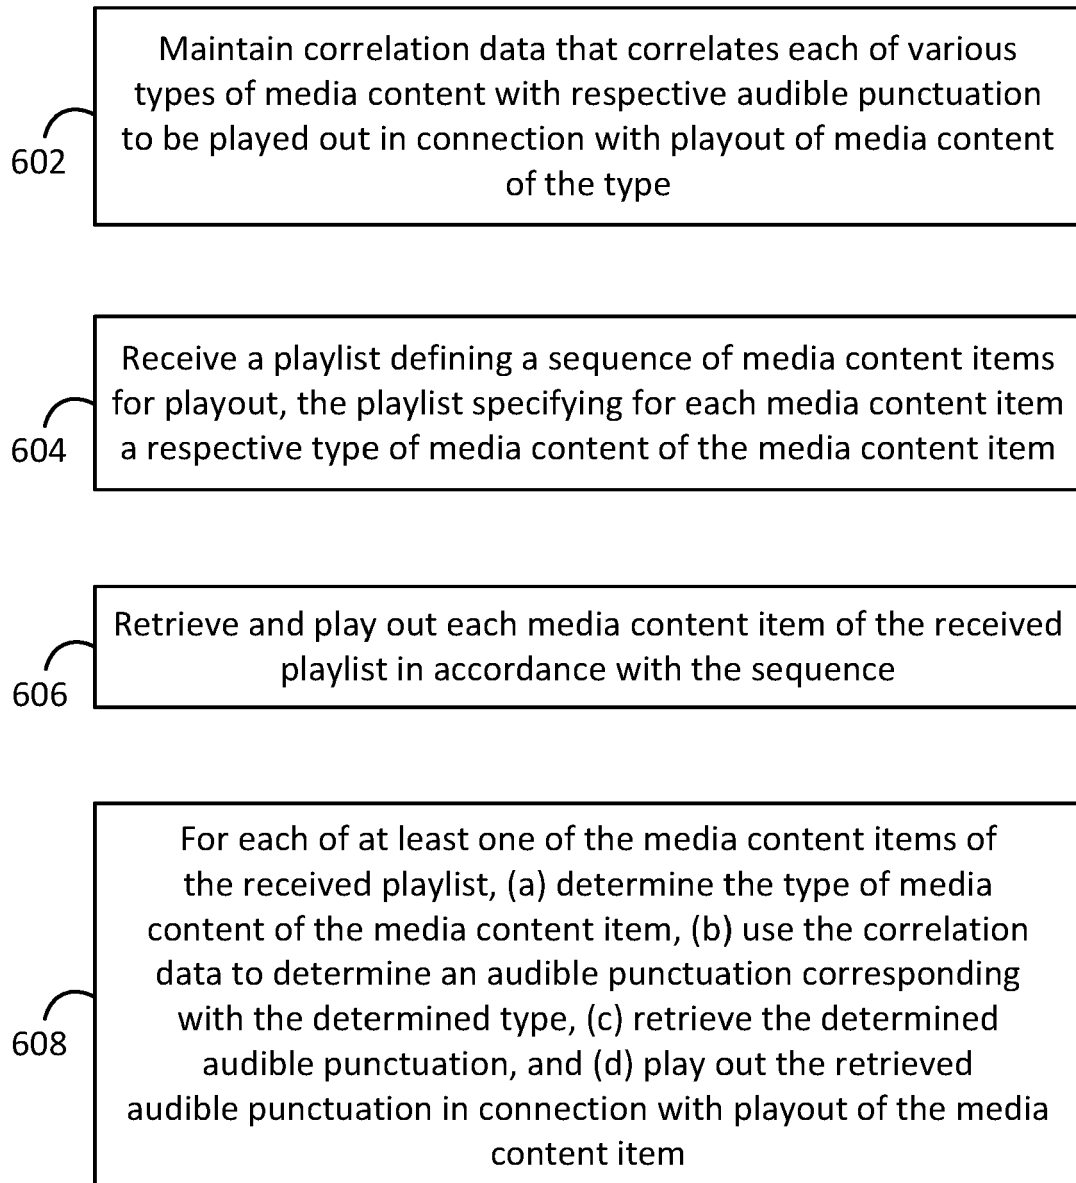 Maintain correlation data that correlates each of various
types of media content with respective audible punctuation
to be played out in connection with playout of media content
of the type
602
Receive a playlist defining a sequence of media content items
for playout, the playlist specifying for each media content item
a respective type of media content of the media content item
604
Retrieve and play out each media content item of the received
playlist in accordance with the sequence
606
For each of at least one of the media content items of
the received playlist, (a) determine the type of media
content of the media content item, (b) use the correlation
data to determine an audible punctuation corresponding
with the determined type, (c) retrieve the determined
audible punctuation, and (d) play out the retrieved
audible punctuation in connection with playout of the media
content item
608